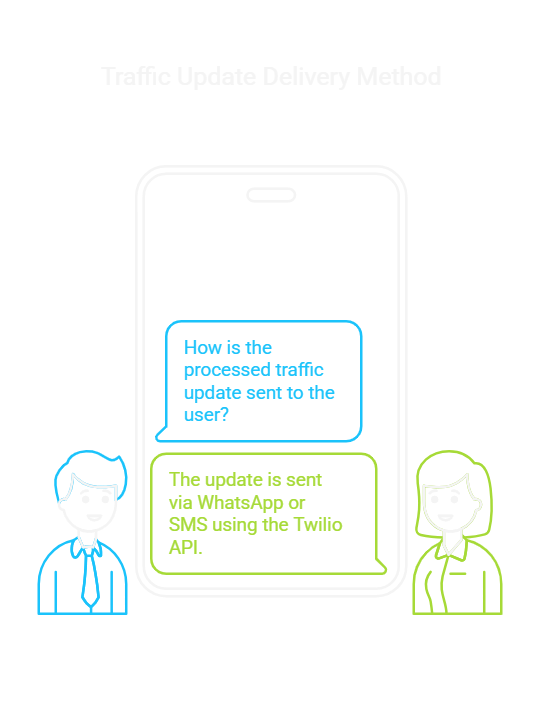 Traffic Update Delivery Method
How is the
processed traffic
update sent to the
user?
The update is sent
via WhatsApp or
SMS using the Twilio
API.